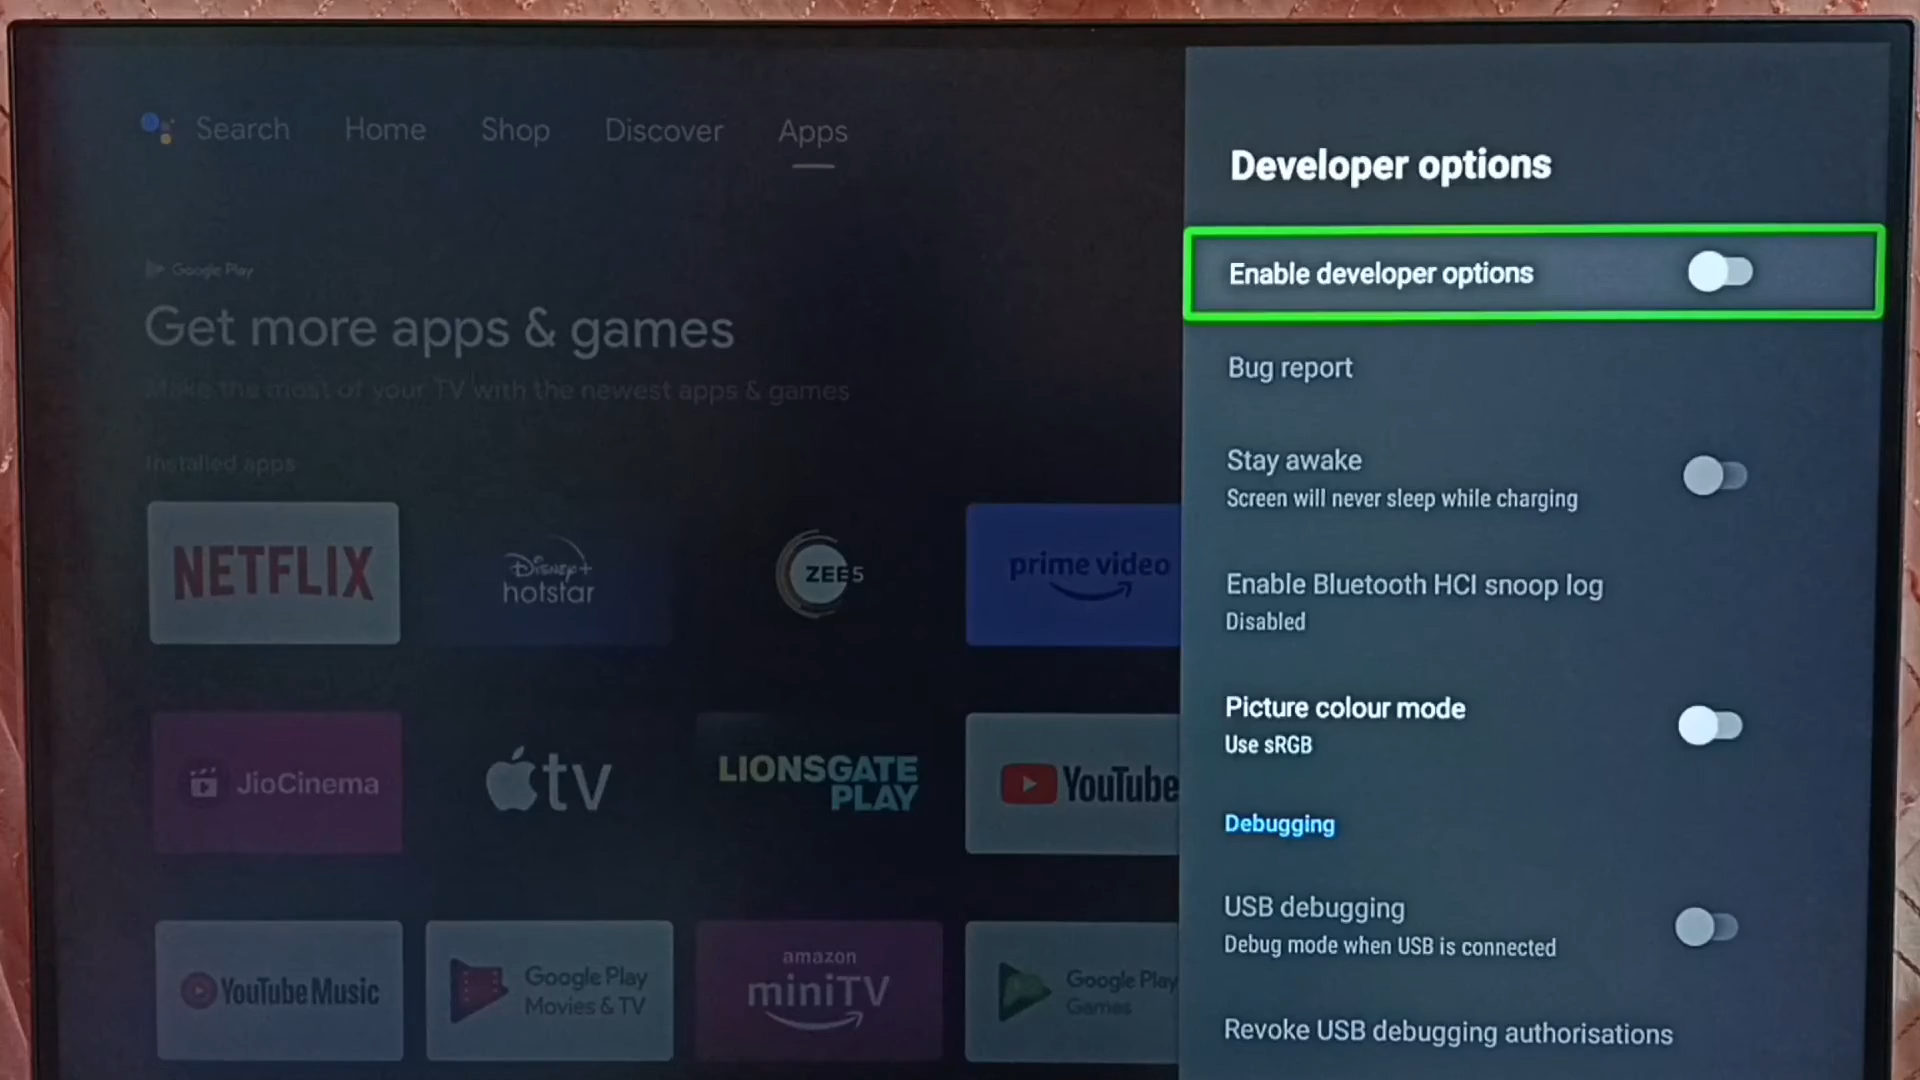 Search Home Shop Discover Apps
Google Play
Get more apps & games
Make the most of your TV with the newest apps & games
Installed apps
NETFLIX
Disney+
hotstar
ZEE5
prime video
JioCinema
tv
LIONSGATE
PLAY
YouTube
YouTube Music
Google Play
Movies & TV
amazon
miniTV
Google Play
Games
Developer options
Enable developer options
Bug report
Stay awake
Screen will never sleep while charging
Enable Bluetooth HCI snoop log
Disabled
Picture colour mode
Use sRGB
Debugging
USB debugging
Debug mode when USB is connected
Revoke USB debugging authorisations